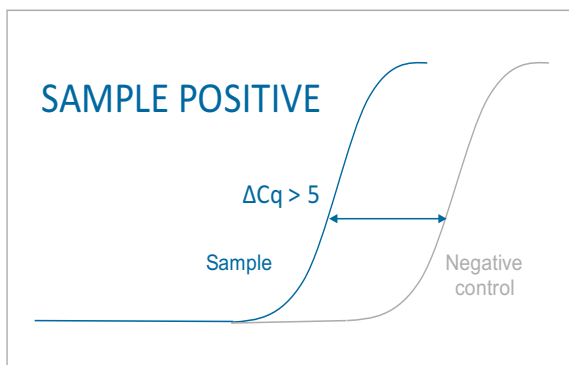 SAMPLE POSITIVE
ΔCq > 5
Sample
Negative
control